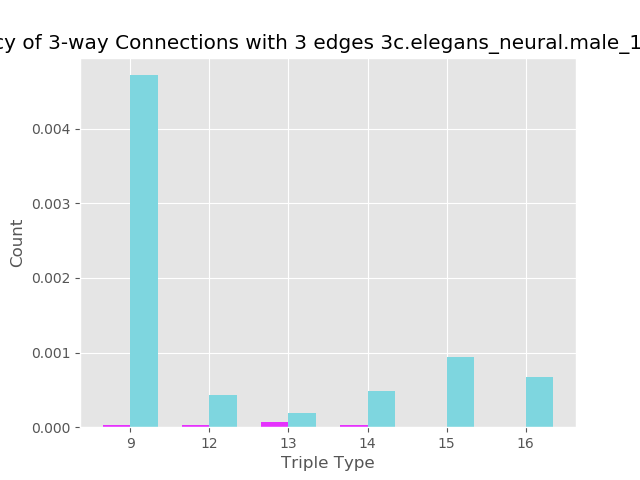 cy of 3-way Connections with 3 edges 3c.elegans_neural.male_1
0.004
0.003
0.002
0.001
0.000
Count
9 12 13 14 15 16
Triple Type